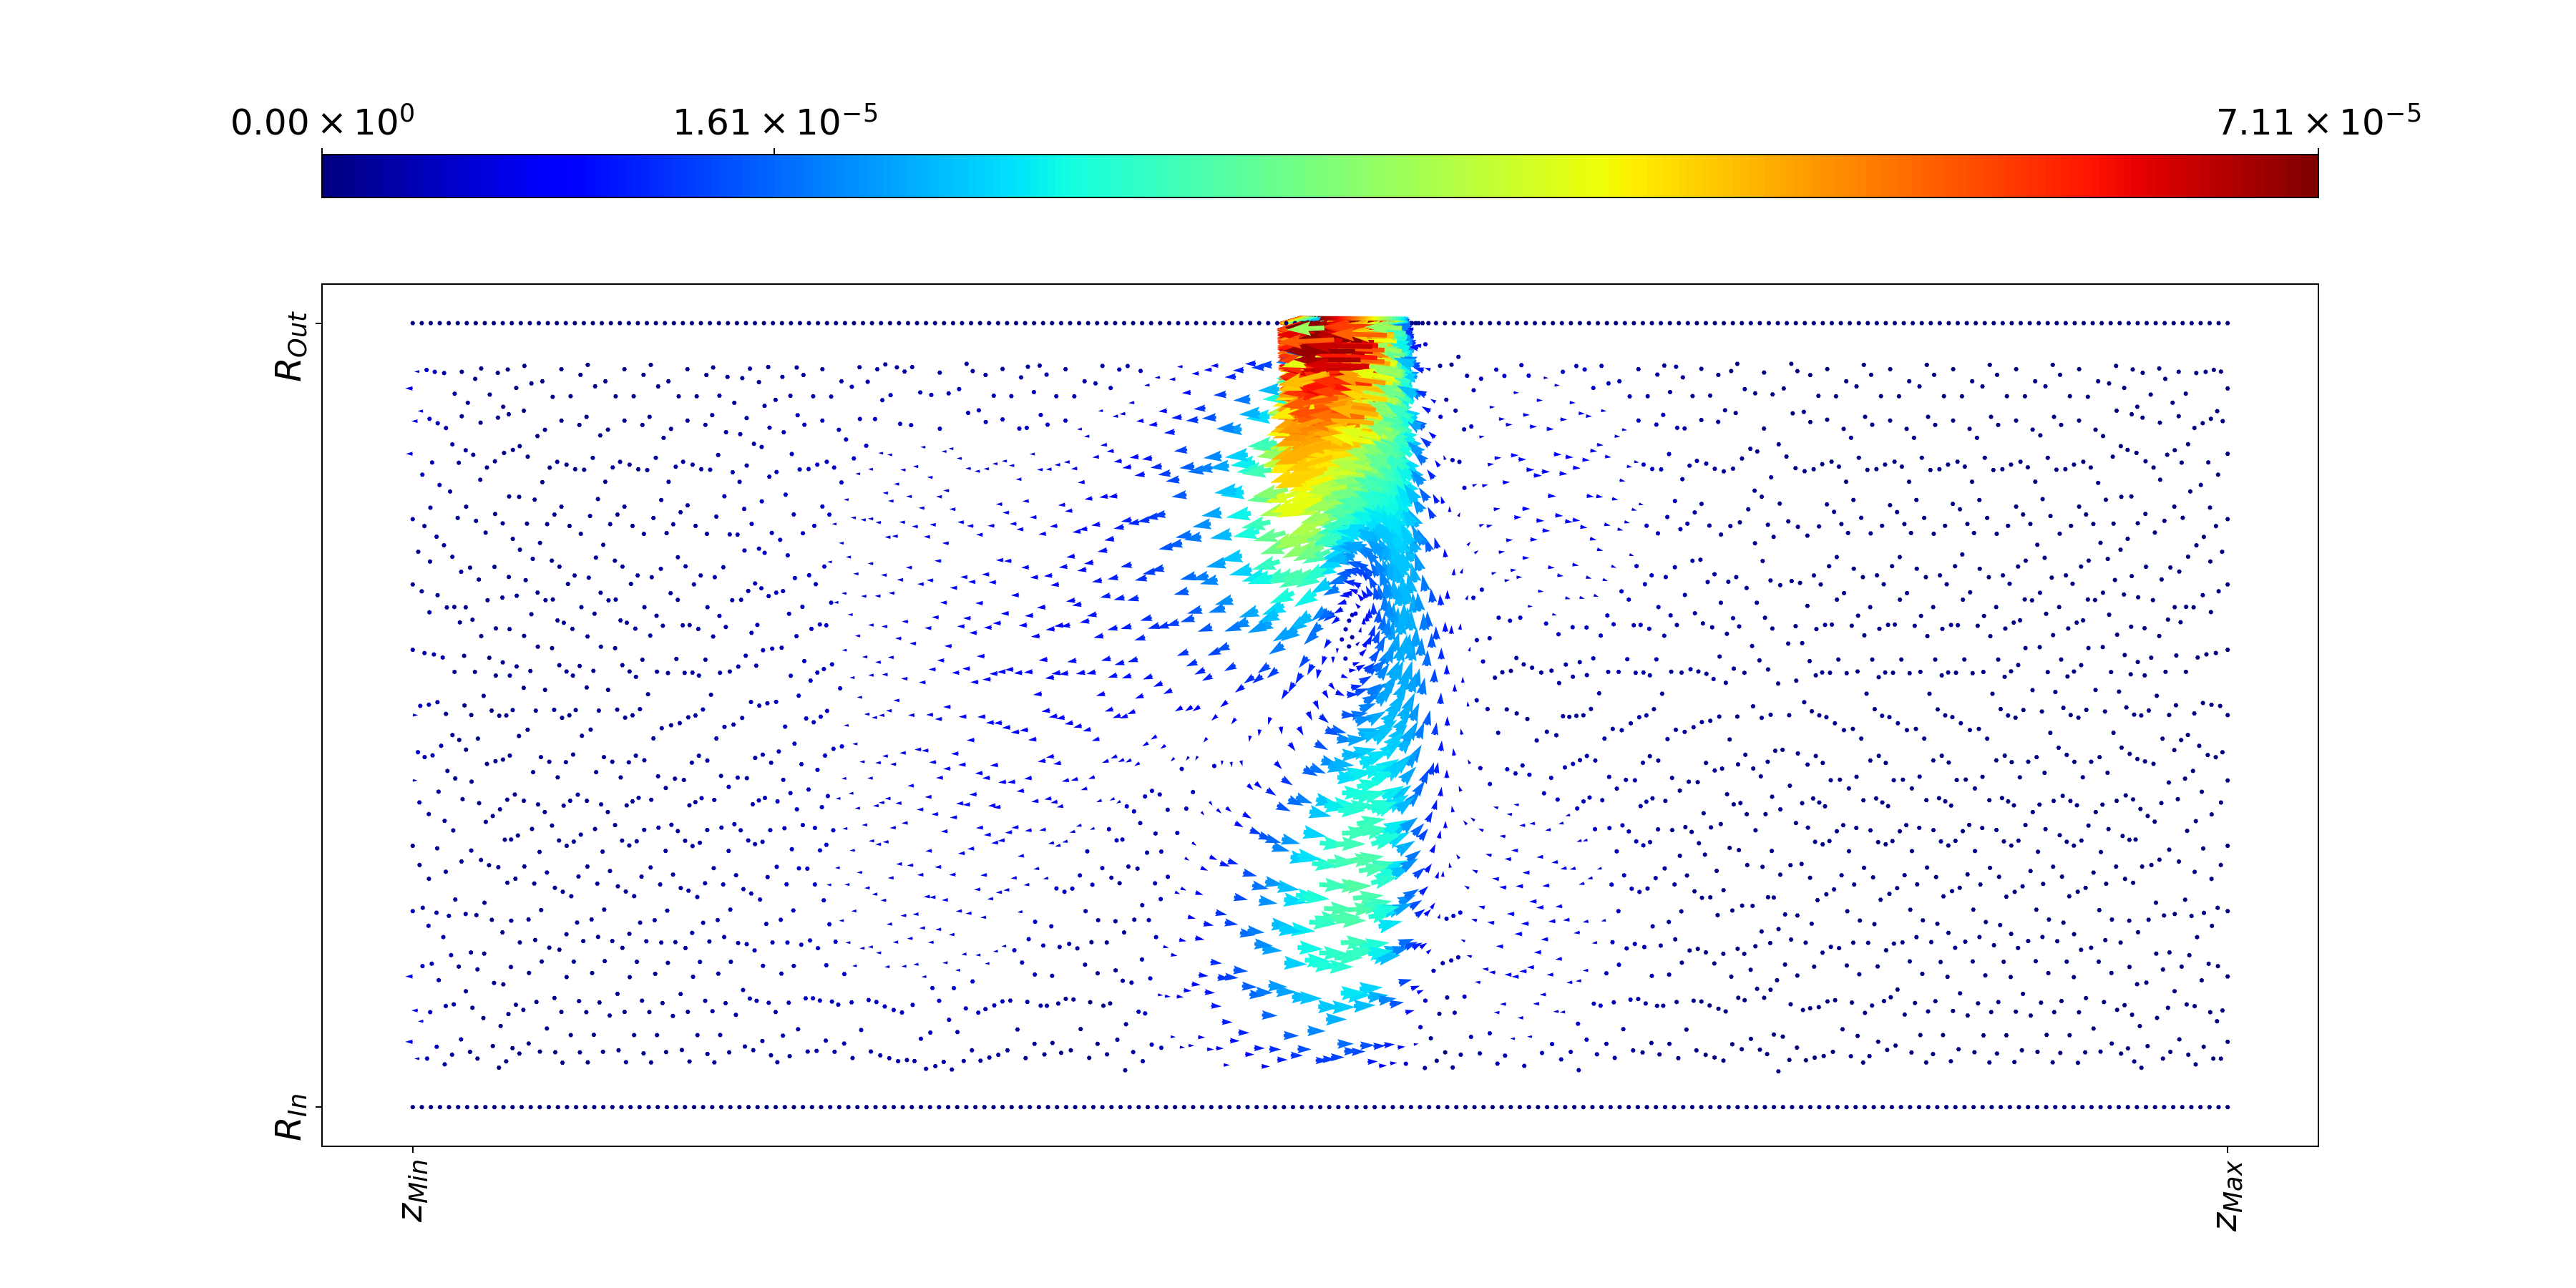 0.00 × 10⁰ 1.61 × 10⁻⁵ 7.11 × 10⁻⁵
R_Out
R_In
z_Min z_Max